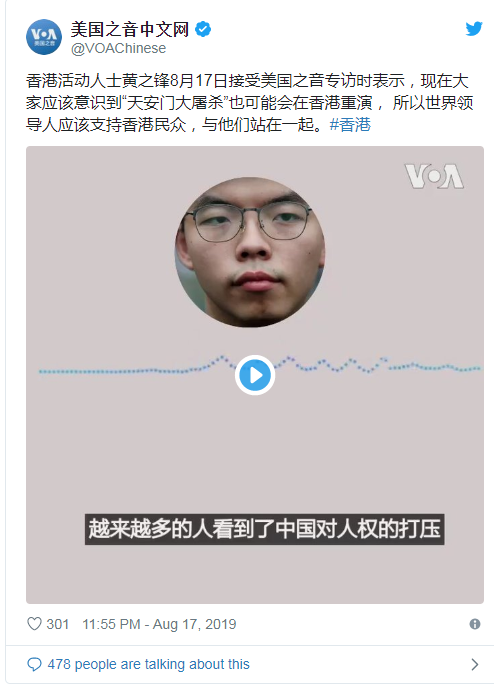 VOA
美国之音
美国之音中文网
@VOAChinese
香港活动人士黄之锋8月17日接受美国之音专访时表示，现在大
家应该意识到“天安门大屠杀”也可能会在香港重演， 所以世界领
导人应该支持香港民众，与他们站在一起。#香港
VOA
越来越多的人看到了中国对人权的打压
301 11:55 PM - Aug 17, 2019
478 people are talking about this